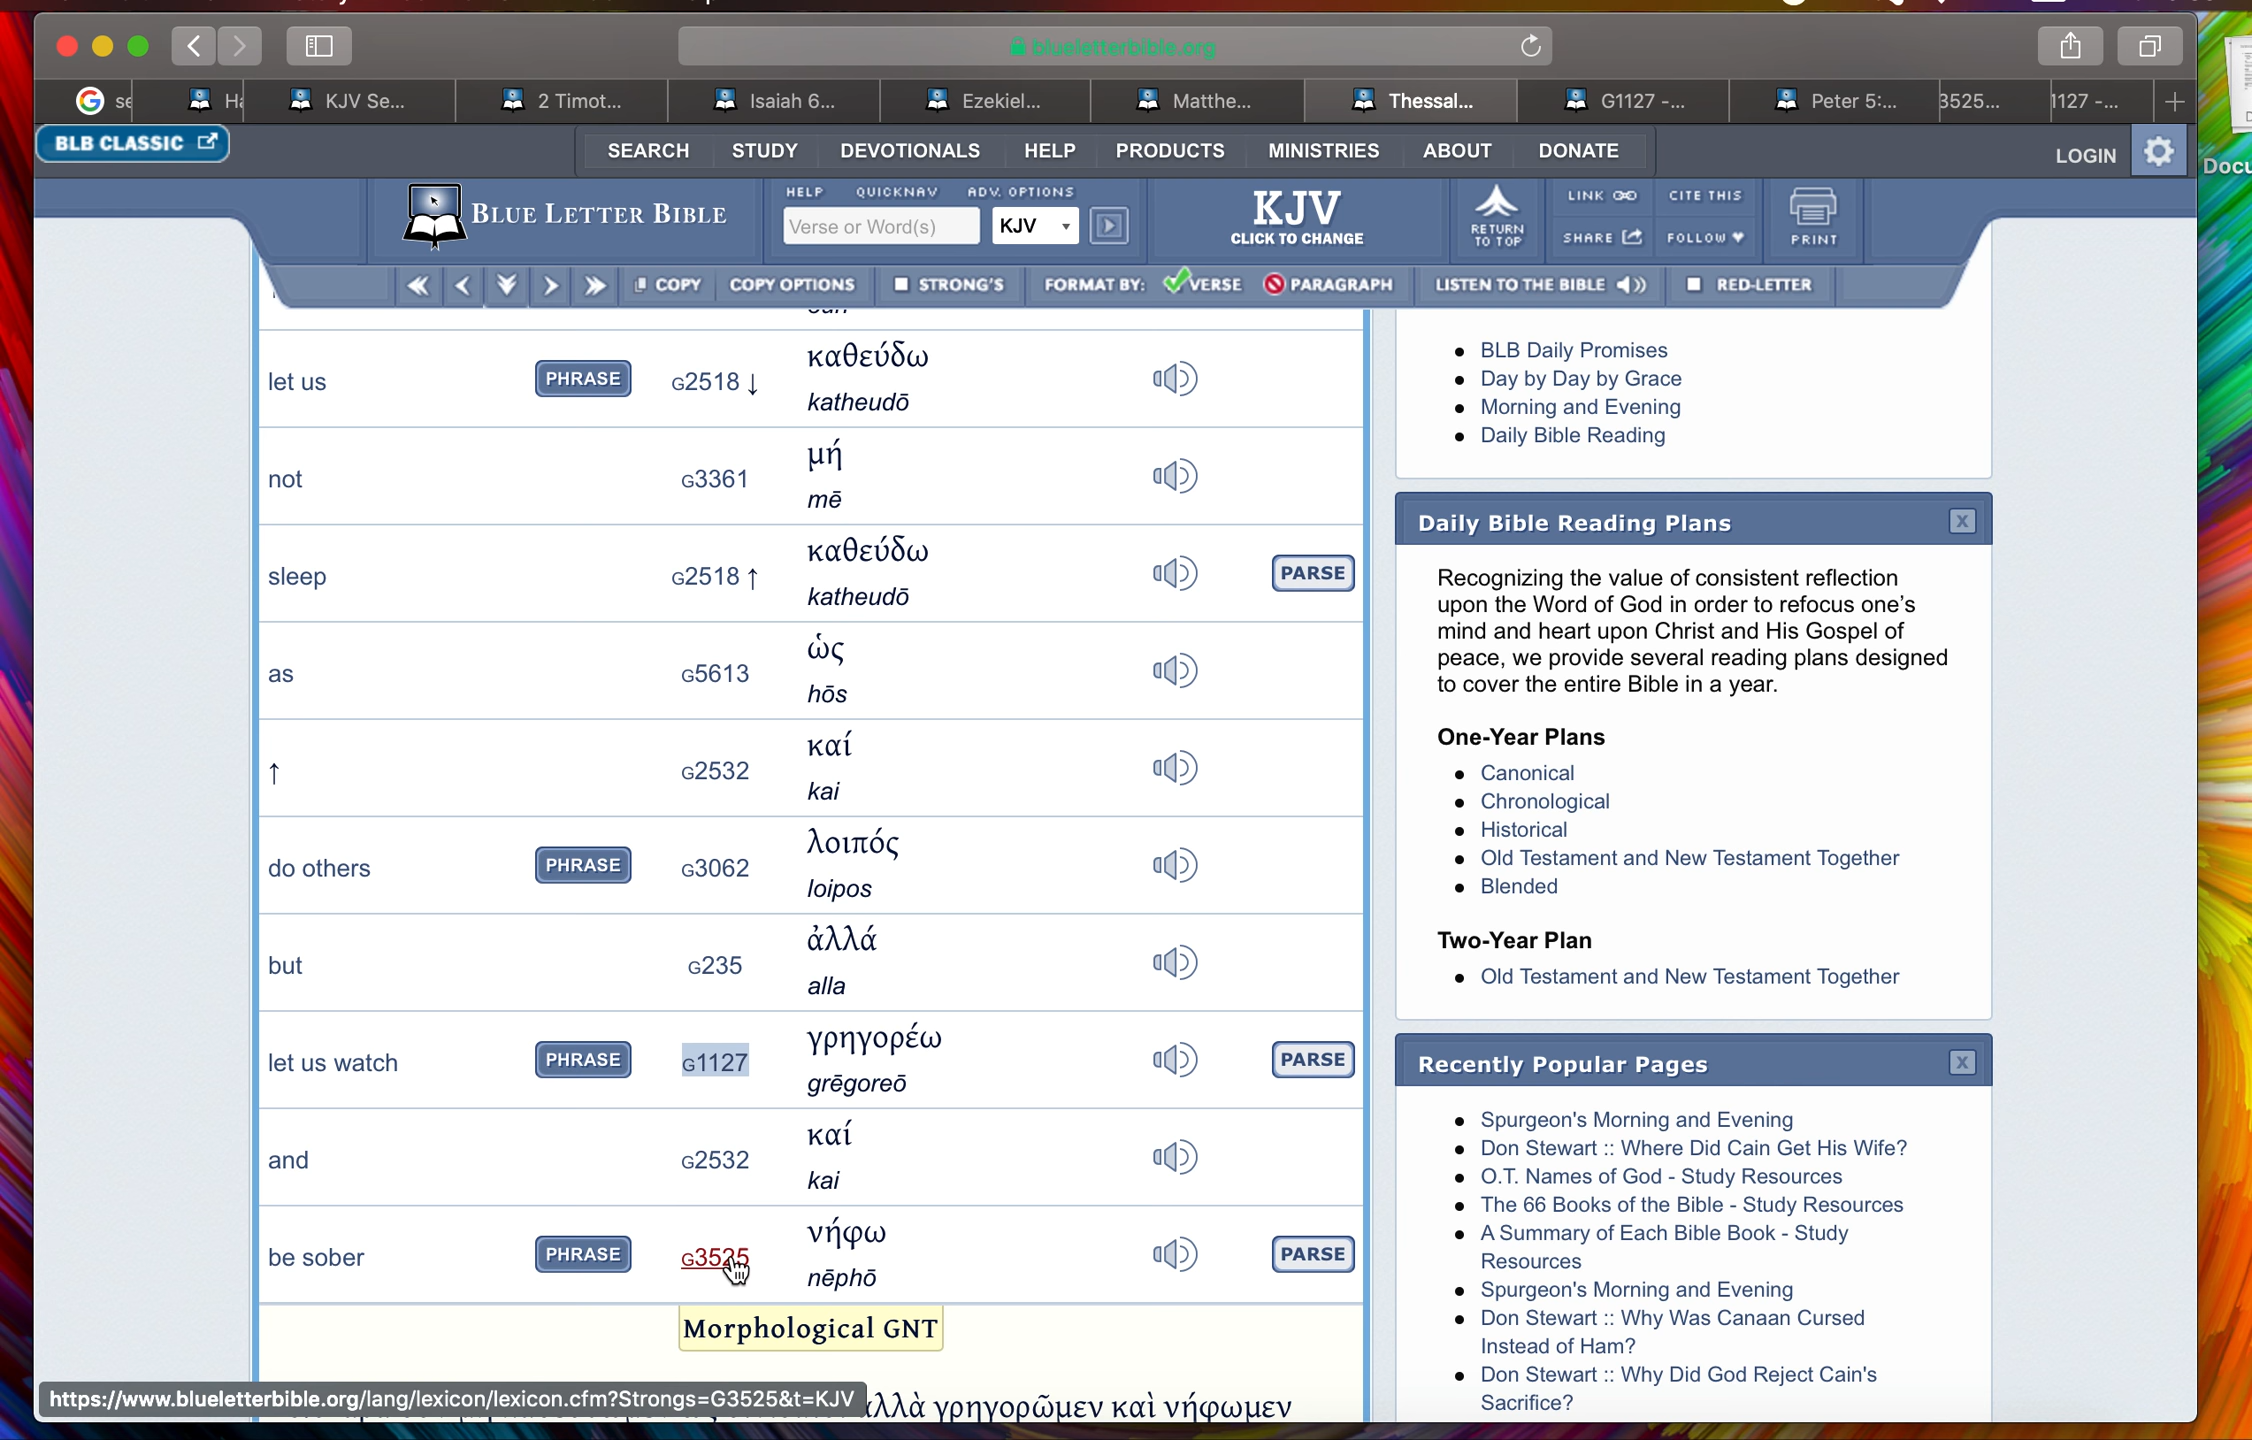 blueletterbible.org
se
Ha
KJV Se...
2 Timot...
Isaiah 6...
Ezekiel...
Matthe...
Thessal...
G1127 -...
Peter 5:...
3525...
1127 -...
BLB CLASSIC
SEARCH
STUDY
DEVOTIONALS
HELP
PRODUCTS
MINISTRIES
ABOUT
DONATE
LOGIN
Docu
BLUE LETTER BIBLE
HELP
QUICKNAV
ADV. OPTIONS
Verse or Word(s)
KJV
KJV
CLICK TO CHANGE
RETURN
TO TOP
LINK
CITE THIS
SHARE
FOLLOW
PRINT
COPY
COPY OPTIONS
STRONG'S
FORMAT BY:
VERSE
PARAGRAPH
LISTEN TO THE BIBLE
RED-LETTER
let us PHRASE G2518 ↓ καθεύδω
katheudō
not G3361 μή
mē
sleep G2518 ↑ καθεύδω PARSE
katheudō
as G5613 ὡς
hōs
↑ G2532 καί
kai
do others PHRASE G3062 λοιπός
loipos
but G235 ἀλλά
alla
let us watch PHRASE G1127 γρηγορέω PARSE
grēgoreō
and G2532 καί
kai
be sober PHRASE G3525 νήφω PARSE
nēphō
Morphological GNT
ἀλλὰ γρηγορῶμεν καὶ νήφωμεν
https://www.blueletterbible.org/lang/lexicon/lexicon.cfm?Strongs=G3525&t=KJV
• BLB Daily Promises
• Day by Day by Grace
• Morning and Evening
• Daily Bible Reading
Daily Bible Reading Plans
X
Recognizing the value of consistent reflection
upon the Word of God in order to refocus one's
mind and heart upon Christ and His Gospel of
peace, we provide several reading plans designed
to cover the entire Bible in a year.
One-Year Plans
• Canonical
• Chronological
• Historical
• Old Testament and New Testament Together
• Blended
Two-Year Plan
• Old Testament and New Testament Together
Recently Popular Pages
X
• Spurgeon's Morning and Evening
• Don Stewart :: Where Did Cain Get His Wife?
• O.T. Names of God - Study Resources
• The 66 Books of the Bible - Study Resources
• A Summary of Each Bible Book - Study
Resources
• Spurgeon's Morning and Evening
• Don Stewart :: Why Was Canaan Cursed
Instead of Ham?
• Don Stewart :: Why Did God Reject Cain's
Sacrifice?